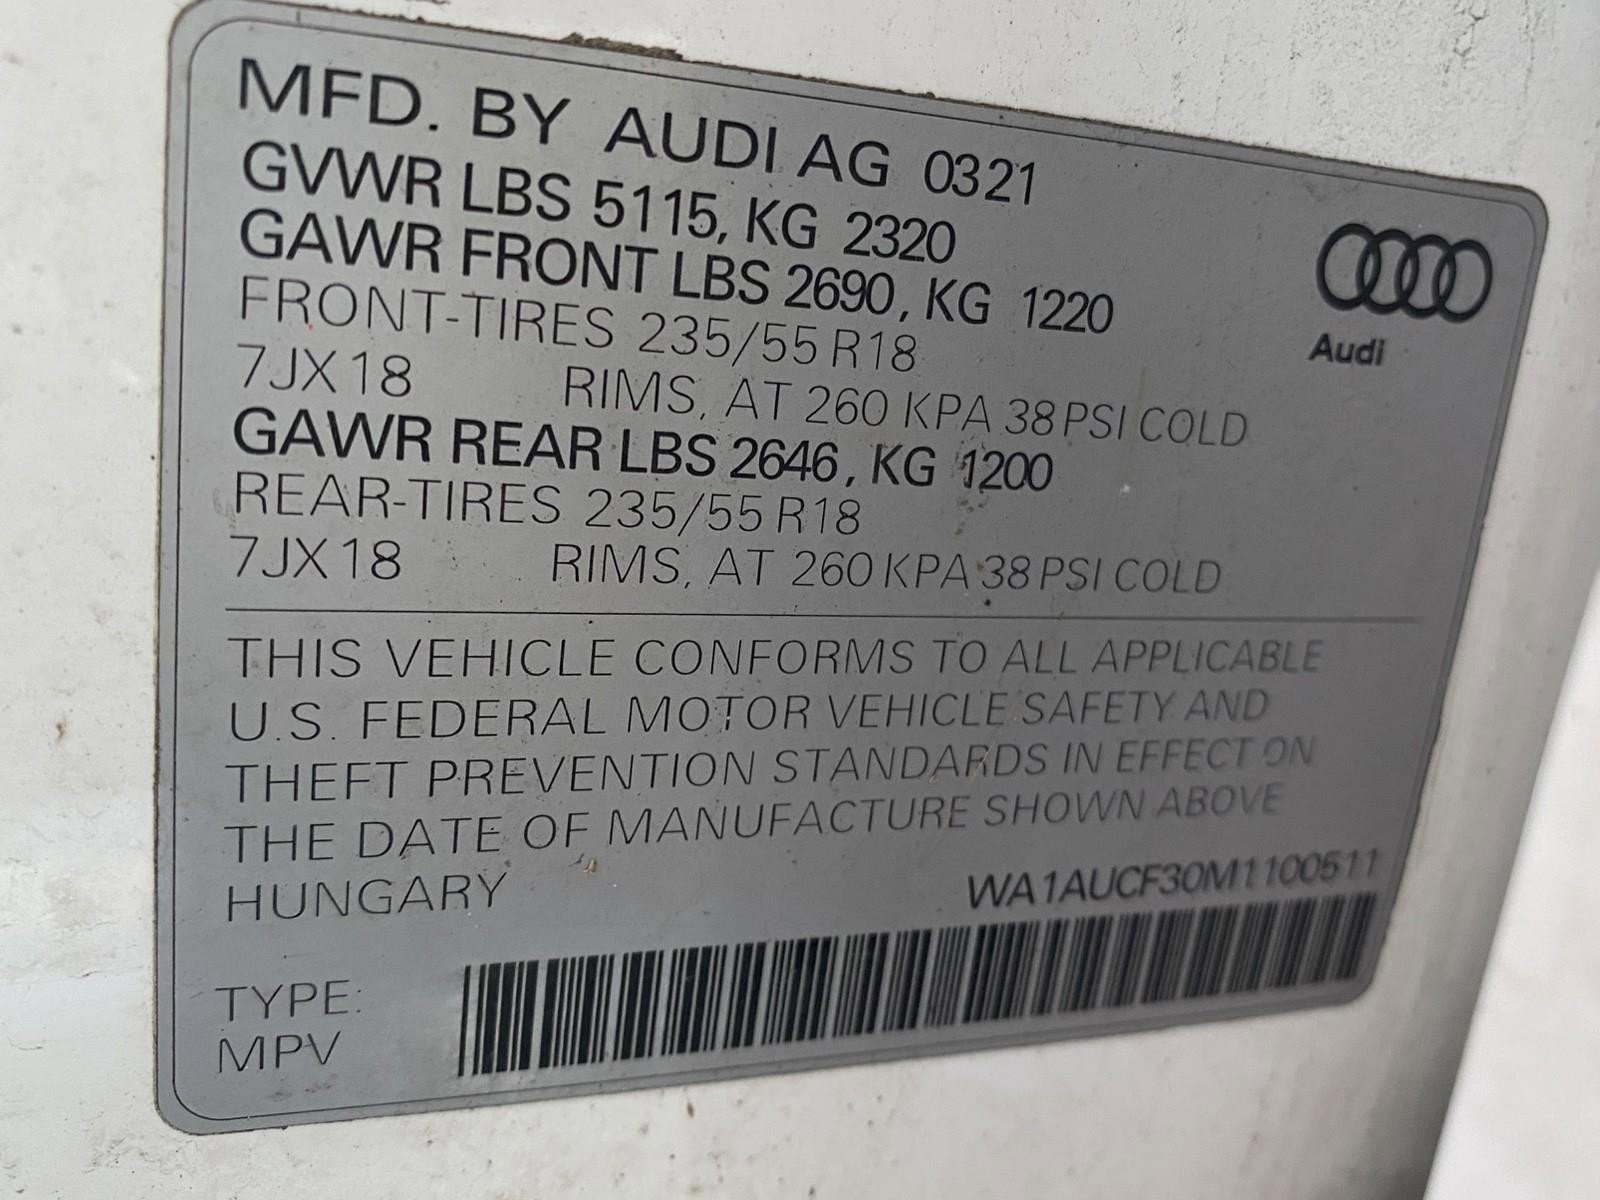 MFD. BY AUDI AG 0321
GVWR LBS 5115, KG 2320
GAWR FRONT LBS 2690, KG 1220
FRONT-TIRES 235/55 R18
7JX18 RIMS, AT 260 KPA 38 PSI COLD
GAWR REAR LBS 2646, KG 1200
REAR-TIRES 235/55 R18
7JX18 RIMS, AT 260 KPA 38 PSI COLD
Audi
THIS VEHICLE CONFORMS TO ALL APPLICABLE
U.S. FEDERAL MOTOR VEHICLE SAFETY AND
THEFT PREVENTION STANDARDS IN EFFECT ON
THE DATE OF MANUFACTURE SHOWN ABOVE
HUNGARY WA1AUCF30M1100511
TYPE:
MPV